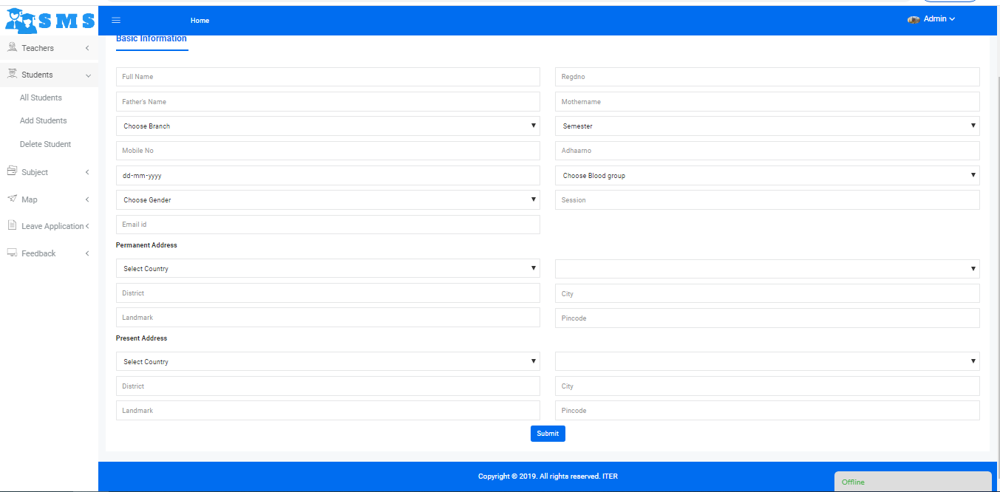 SMS
Home
Admin
Teachers
Students
All Students
Add Students
Delete Student
Subject
Map
Leave Application
Feedback
Basic Information
Full Name
Regdno
Father's Name
Mothername
Choose Branch
Semester
Mobile No
Adhaarno
dd-mm-yyyy
Choose Blood group
Choose Gender
Session
Email id
Permanent Address
Select Country
District
City
Landmark
Pincode
Present Address
Select Country
District
City
Landmark
Pincode
Submit
Copyright © 2019. All rights reserved. ITER
Offline